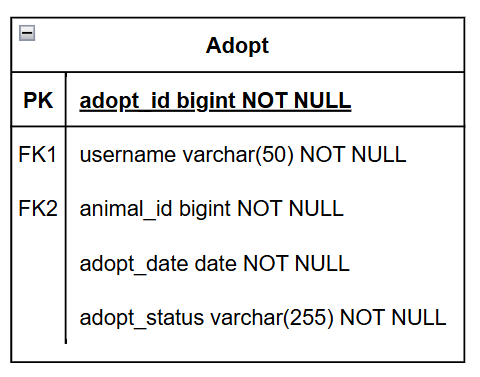 Adopt
PK adopt_id bigint NOT NULL
FK1 username varchar(50) NOT NULL
FK2 animal_id bigint NOT NULL
adopt_date date NOT NULL
adopt_status varchar(255) NOT NULL